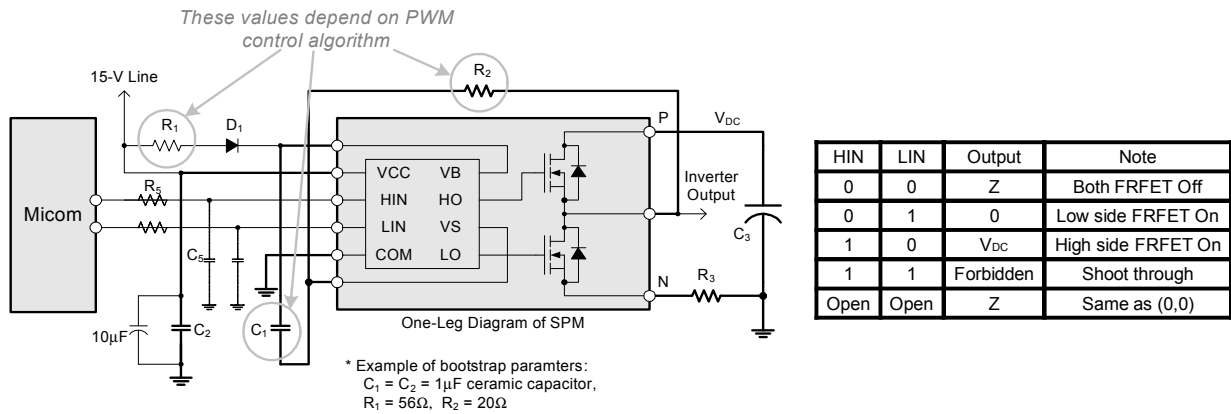 These values depend on PWM
control algorithm
15-V Line
R1
D1
R2
P
VDC
Micom
R5
C5
VCC VB
HIN HO
LIN VS
COM LO
Inverter
Output
C3
N
R3
10μF
C2
C1
One-Leg Diagram of SPM
* Example of bootstrap paramters:
C1 = C2 = 1μF ceramic capacitor,
R1 = 56Ω, R2 = 20Ω
HIN LIN Output Note
0 0 Z Both FRFET Off
0 1 0 Low side FRFET On
1 0 VDC High side FRFET On
1 1 Forbidden Shoot through
Open Open Z Same as (0,0)